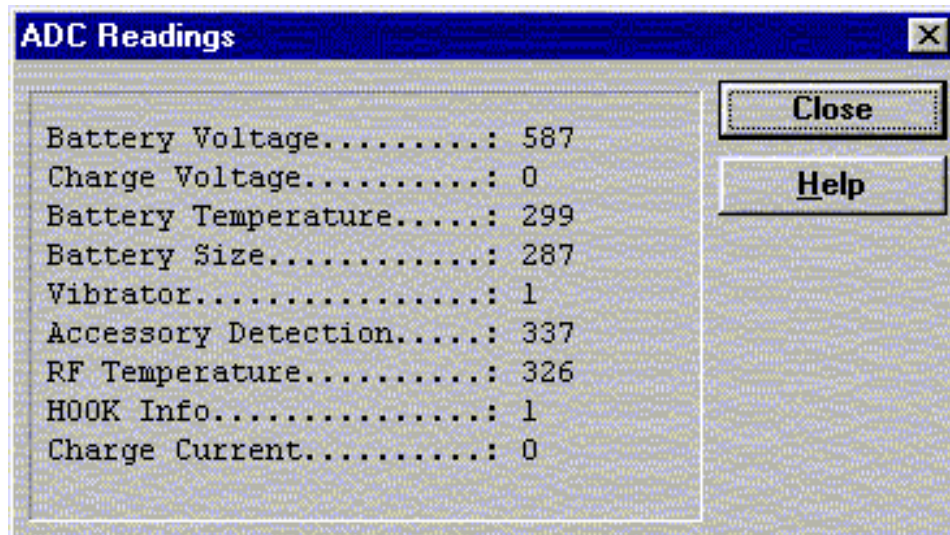 ADC Readings
Close
Help
Battery Voltage.........: 587
Charge Voltage..........: 0
Battery Temperature.....: 299
Battery Size............: 287
Vibrator................: 1
Accessory Detection.....: 337
RF Temperature..........: 326
HOOK Info...............: 1
Charge Current..........: 0